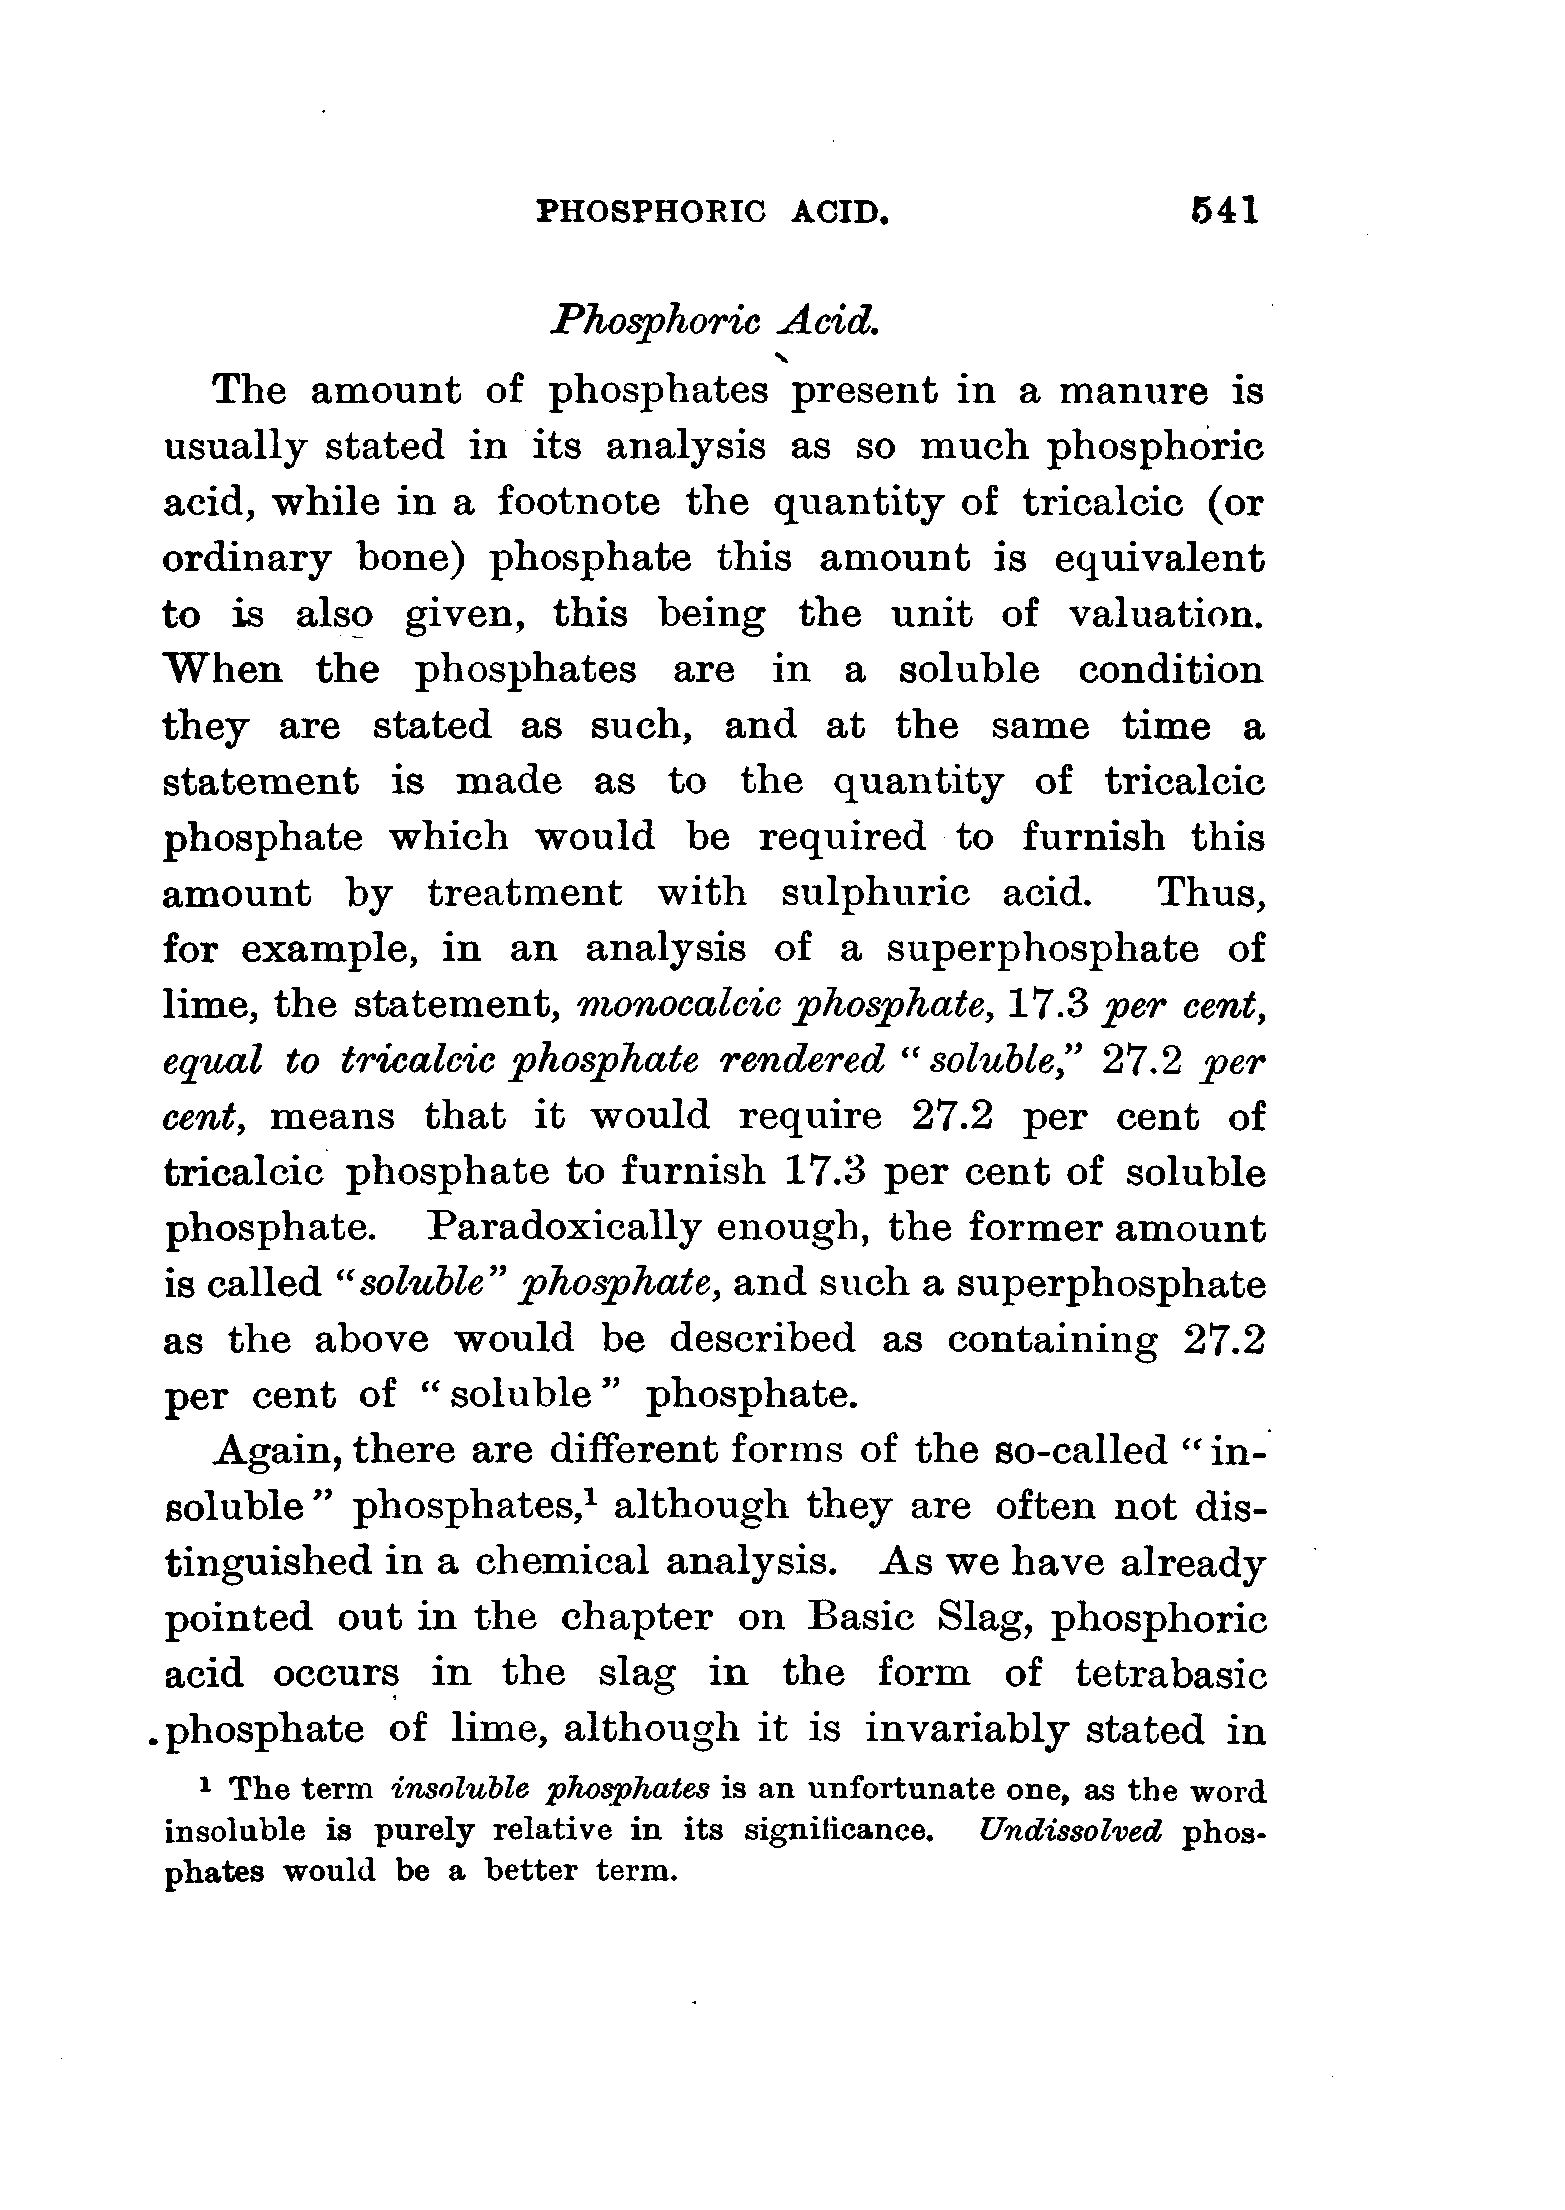 PHOSPHORIC ACID. 541
Phosphoric Acid.
The amount of phosphates present in a manure is
usually stated in its analysis as so much phosphoric
acid, while in a footnote the quantity of tricalcic (or
ordinary bone) phosphate this amount is equivalent
to is also given, this being the unit of valuation.
When the phosphates are in a soluble condition
they are stated as such, and at the same time a
statement is made as to the quantity of tricalcic
phosphate which would be required to furnish this
amount by treatment with sulphuric acid. Thus,
for example, in an analysis of a superphosphate of
lime, the statement, monocalcic phosphate, 17.3 per cent,
equal to tricalcic phosphate rendered “soluble,” 27.2 per
cent, means that it would require 27.2 per cent of
tricalcic phosphate to furnish 17.3 per cent of soluble
phosphate. Paradoxically enough, the former amount
is called “soluble” phosphate, and such a superphosphate
as the above would be described as containing 27.2
per cent of “soluble” phosphate.
Again, there are different forms of the so-called “in-
soluble” phosphates,¹ although they are often not dis-
tinguished in a chemical analysis. As we have already
pointed out in the chapter on Basic Slag, phosphoric
acid occurs in the slag in the form of tetrabasic
phosphate of lime, although it is invariably stated in
¹ The term insoluble phosphates is an unfortunate one, as the word
insoluble is purely relative in its significance. Undissolved phos-
phates would be a better term.